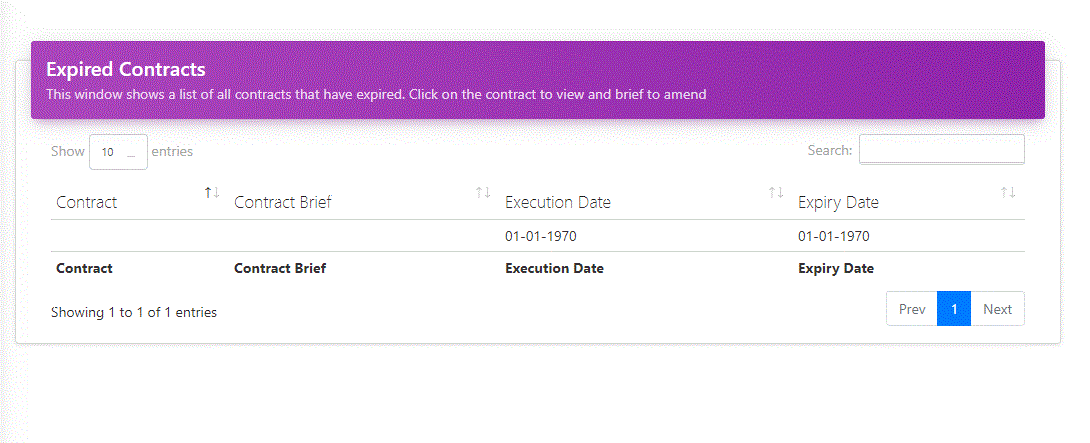 Expired Contracts
This window shows a list of all contracts that have expired. Click on the contract to view and brief to amend
Show 10 entries Search:
Contract Contract Brief Execution Date Expiry Date
01-01-1970 01-01-1970
Contract Contract Brief Execution Date Expiry Date
Showing 1 to 1 of 1 entries Prev 1 Next